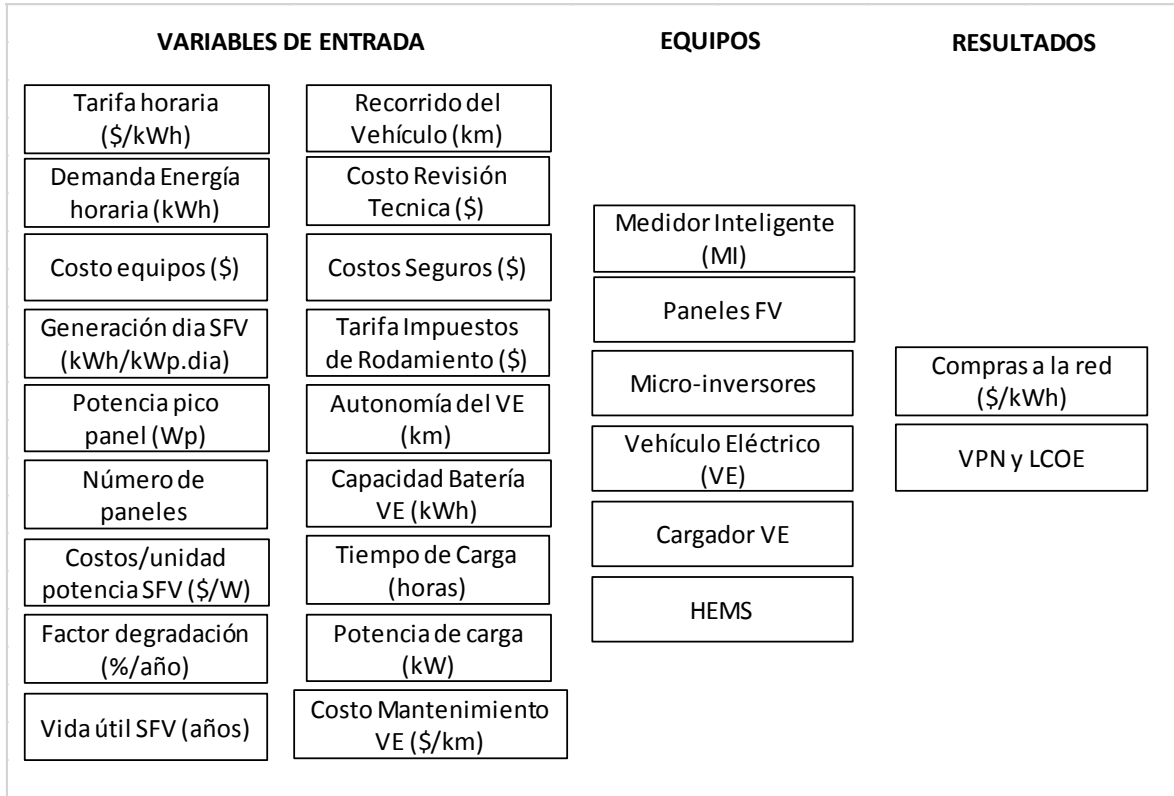 VARIABLES DE ENTRADA
EQUIPOS
RESULTADOS
Tarifa horaria
($/kWh)
Demanda Energía
horaria (kWh)
Costo equipos ($)
Generación dia SFV
(kWh/kWp.dia)
Potencia pico
panel (Wp)
Número de
paneles
Costos/unidad
potencia SFV ($/W)
Factor degradación
(%/año)
Vida útil SFV (años)
Recorrido del
Vehículo (km)
Costo Revisión
Tecnica ($)
Costos Seguros ($)
Tarifa Impuestos
de Rodamiento ($)
Autonomía del VE
(km)
Capacidad Batería
VE (kWh)
Tiempo de Carga
(horas)
Potencia de carga
(kW)
Costo Mantenimiento
VE ($/km)
Medidor Inteligente
(MI)
Paneles FV
Micro-inversores
Vehículo Eléctrico
(VE)
Cargador VE
HEMS
Compras a la red
($/kWh)
VPN y LCOE